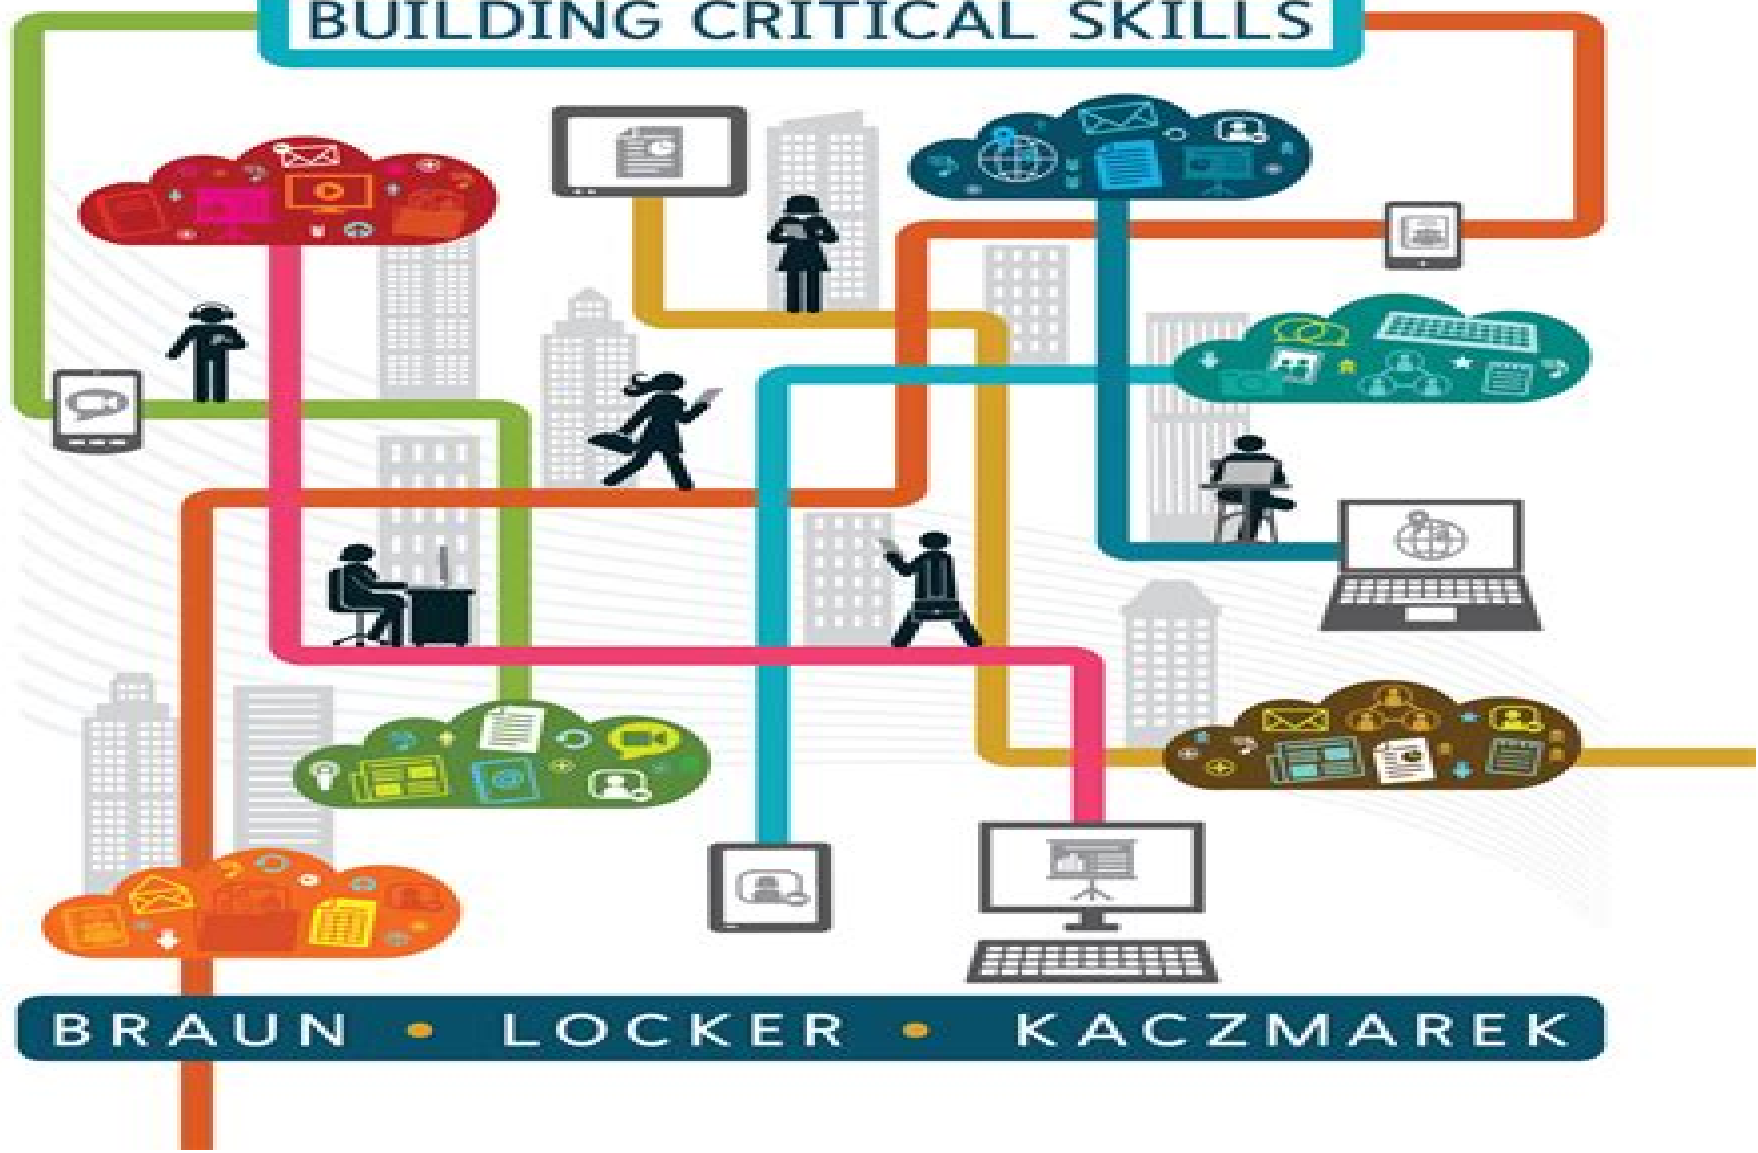 BUILDING CRITICAL SKILLS
BRAUN • LOCKER • KACZMAREK